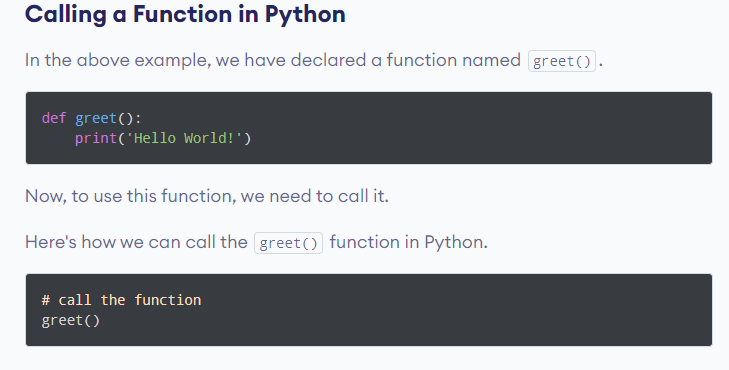 Calling a Function in Python
In the above example, we have declared a function named greet() .
def greet():
    print('Hello World!')
Now, to use this function, we need to call it.
Here's how we can call the greet() function in Python.
# call the function
greet()